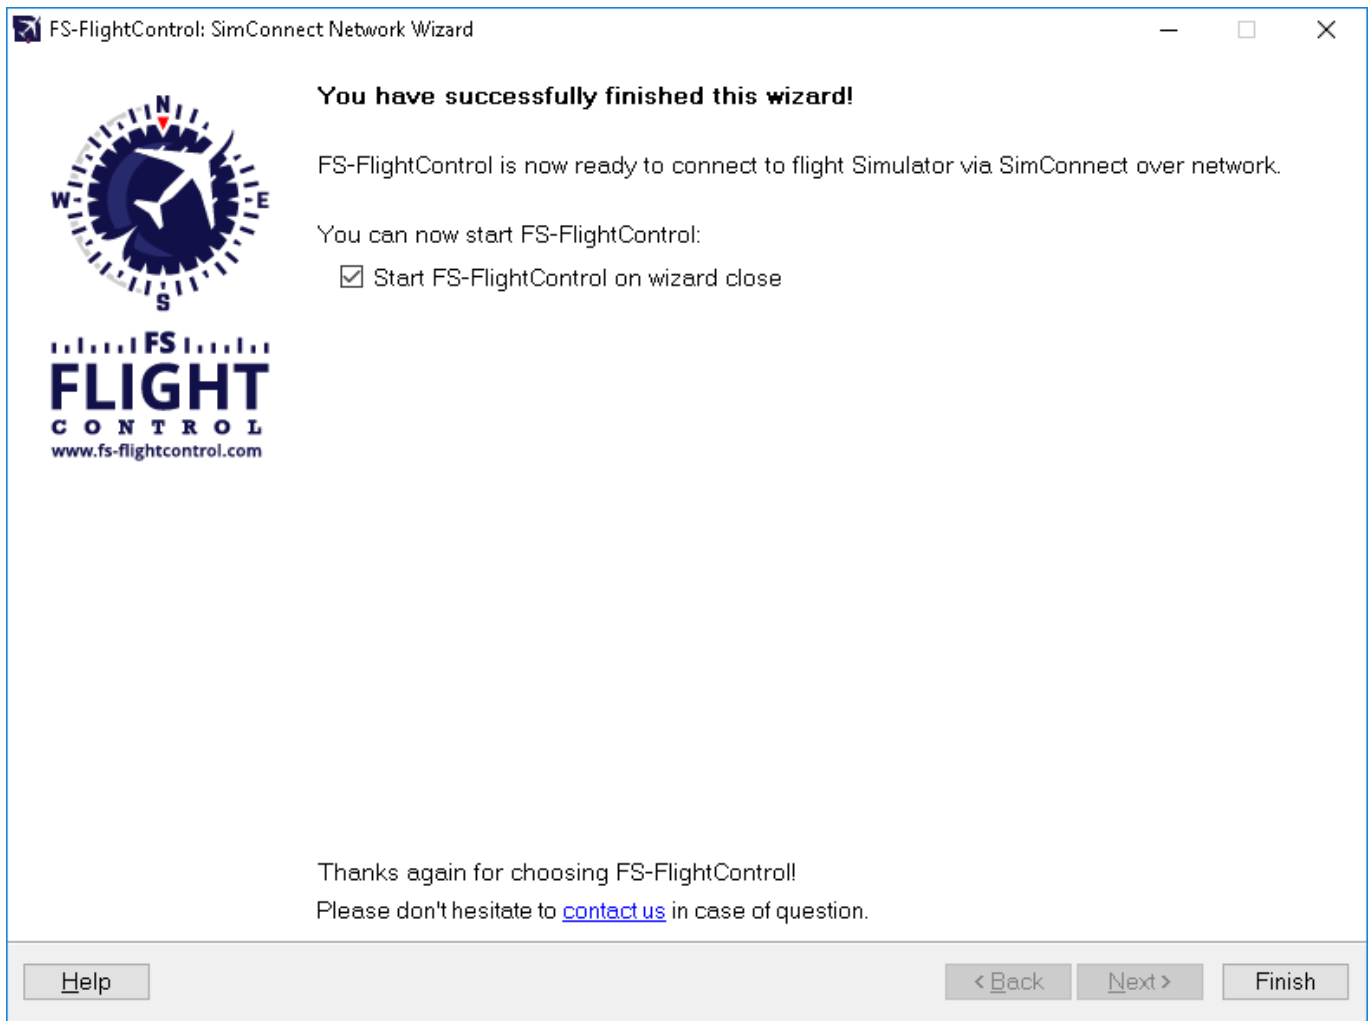 FS-FlightControl: SimConnect Network Wizard
N
W
E
S
FS
FLIGHT
CONTROL
www.fs-flightcontrol.com
You have successfully finished this wizard!
FS-FlightControl is now ready to connect to flight Simulator via SimConnect over network.
You can now start FS-FlightControl:
Start FS-FlightControl on wizard close
Thanks again for choosing FS-FlightControl!
Please don't hesitate to contact us in case of question.
Help
< Back
Next >
Finish